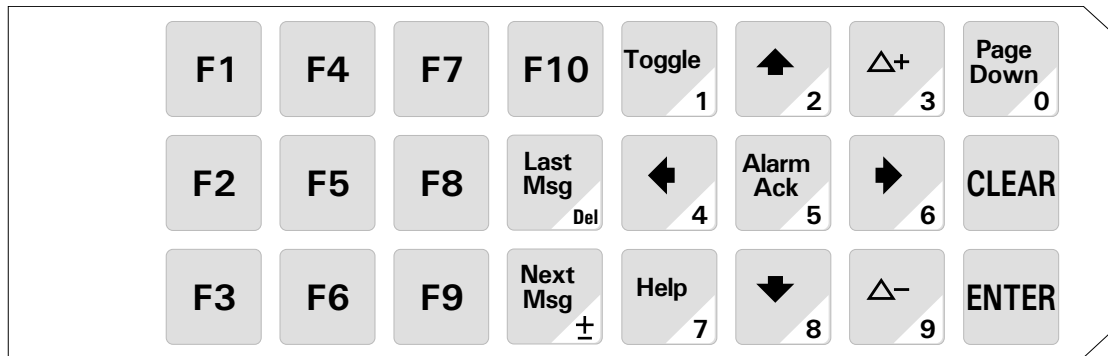 F1
F4
F7
F10
Toggle
1
2
△+
3
Page
Down
0
F2
F5
F8
Last
Msg
Del
4
Alarm
Ack
5
6
CLEAR
F3
F6
F9
Next
Msg
±
Help
7
8
△−
9
ENTER